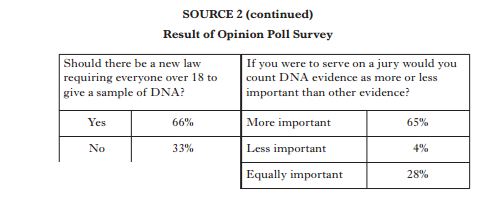 SOURCE 2 (continued)
Result of Opinion Poll Survey
Should there be a new law
requiring everyone over 18 to
give a sample of DNA?
If you were to serve on a jury would you
count DNA evidence as more or less
important than other evidence?
Yes 66% More important 65%
No 33% Less important 4%
Equally important 28%